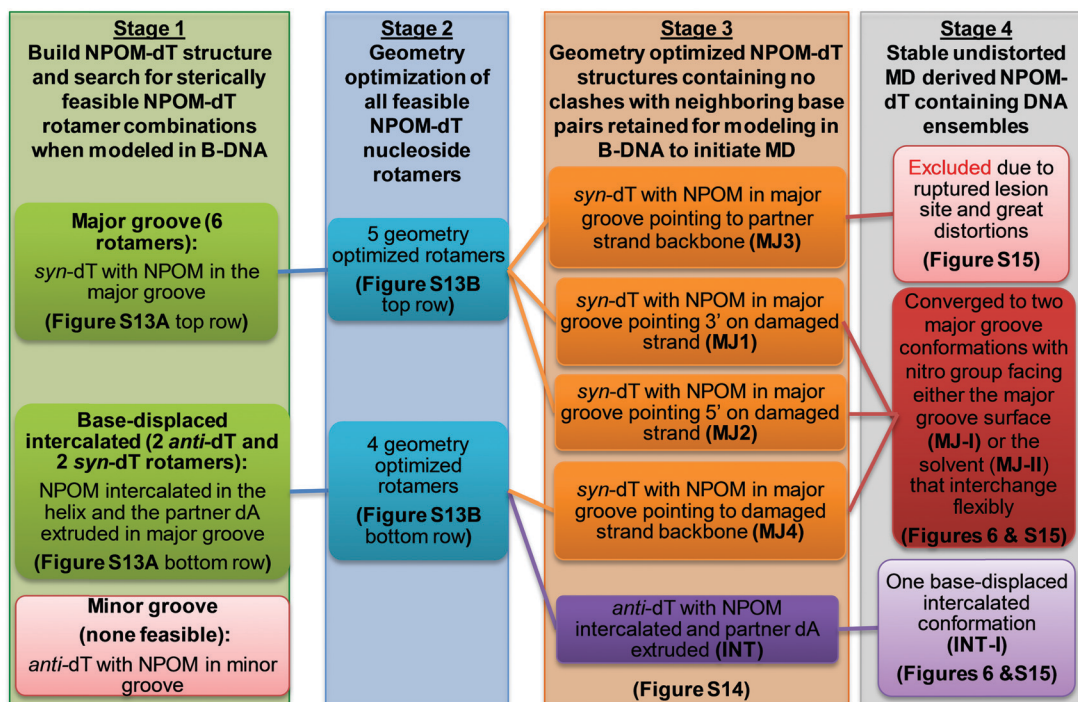 Stage 1
Build NPOM-dT structure
and search for sterically
feasible NPOM-dT
rotamer combinations
when modeled in B-DNA
Major groove (6
rotamers):
syn-dT with NPOM in the
major groove
(Figure S13A top row)
Base-displaced
intercalated (2 anti-dT and
2 syn-dT rotamers):
NPOM intercalated in the
helix and the partner dA
extruded in major groove
(Figure S13A bottom row)
Minor groove
(none feasible):
anti-dT with NPOM in minor
groove
Stage 2
Geometry
optimization of
all feasible
NPOM-dT
nucleoside
rotamers
5 geometry
optimized rotamers
(Figure S13B
top row)
4 geometry
optimized
rotamers
(Figure S13B
bottom row)
Stage 3
Geometry optimized NPOM-dT
structures containing no
clashes with neighboring base
pairs retained for modeling in
B-DNA to initiate MD
syn-dT with NPOM in major
groove pointing to partner
strand backbone (MJ3)
syn-dT with NPOM in major
groove pointing 3' on damaged
strand (MJ1)
syn-dT with NPOM in major
groove pointing 5' on damaged
strand (MJ2)
syn-dT with NPOM in major
groove pointing to damaged
strand backbone (MJ4)
anti-dT with NPOM
intercalated and partner dA
extruded (INT)
(Figure S14)
Stage 4
Stable undistorted
MD derived NPOM-
dT containing DNA
ensembles
Excluded due to
ruptured lesion
site and great
distortions
(Figure S15)
Converged to two
major groove
conformations with
nitro group facing
either the major
groove surface
(MJ-I) or the
solvent (MJ-II)
that interchange
flexibly
(Figures 6 & S15)
One base-displaced
intercalated
conformation
(INT-I)
(Figures 6 &S15)